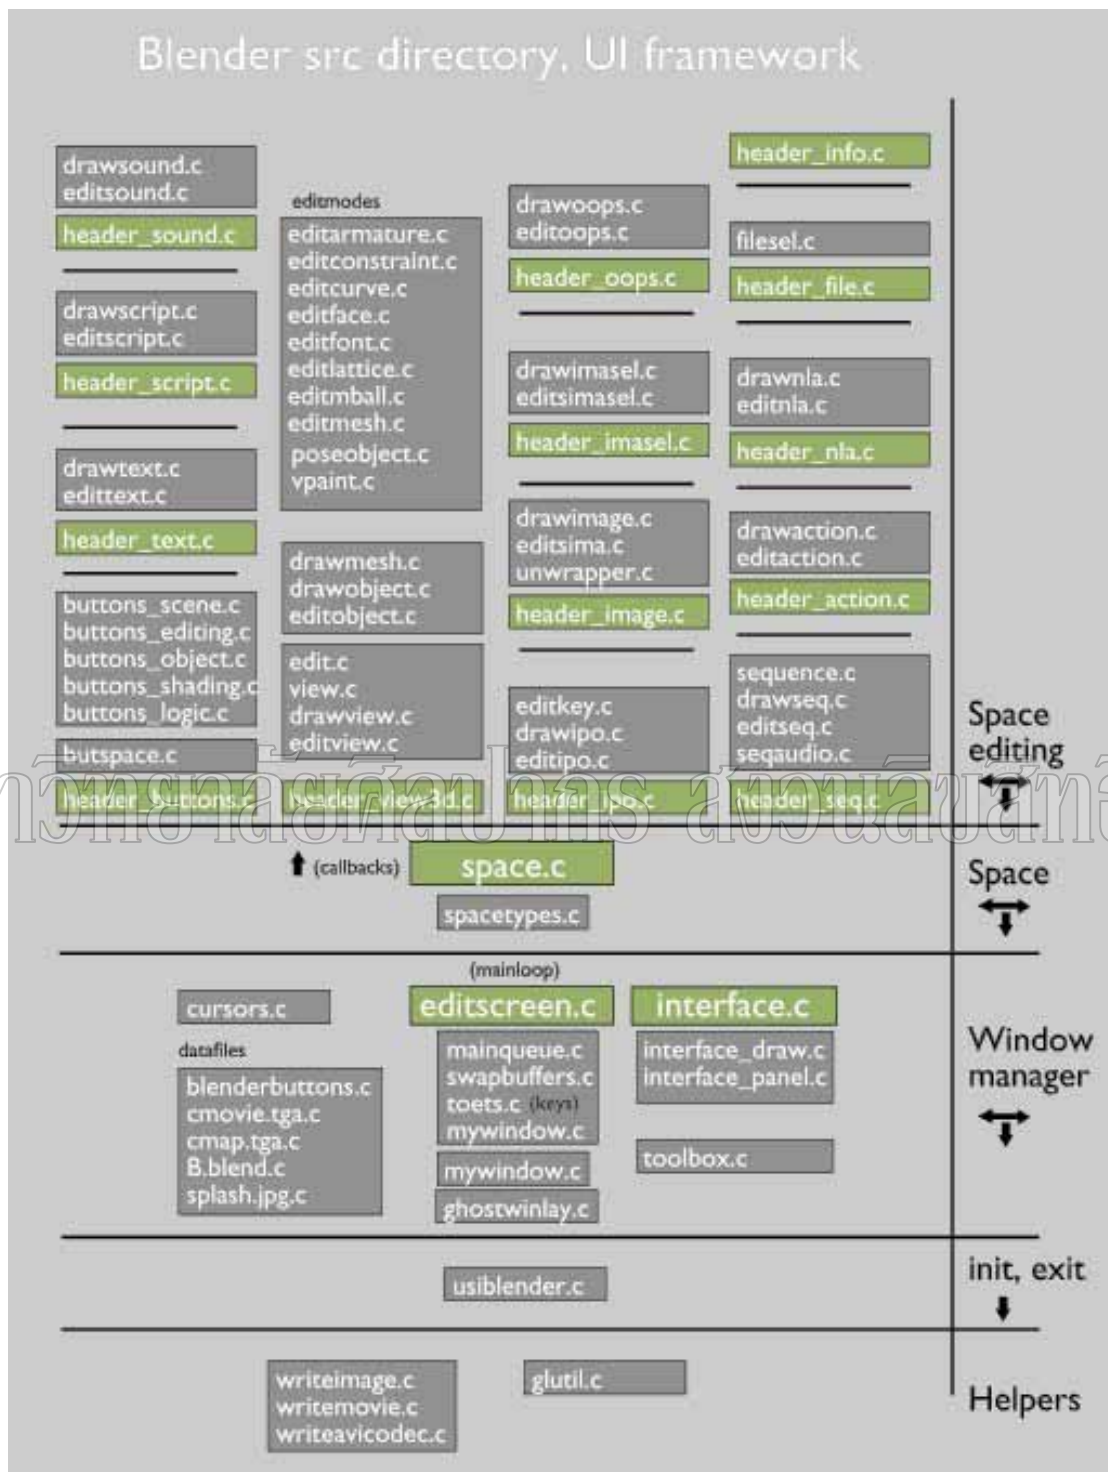 Blender src directory, UI framework
drawsound.c
editsound.c
header_sound.c
drawscript.c
editscript.c
header_script.c
drawtext.c
edittext.c
header_text.c
buttons_scene.c
buttons_editing.c
buttons_object.c
buttons_shading.c
buttons_logic.c
butspace.c
header_buttons.c
editmodes
editarmature.c
editconstraint.c
editcurve.c
editface.c
editfont.c
editlattice.c
editmball.c
editmesh.c
poseobject.c
vpaint.c
drawmesh.c
drawobject.c
editobject.c
edit.c
view.c
drawview.c
editview.c
header_view3d.c
drawoops.c
editoops.c
header_oops.c
drawimasel.c
editsimasel.c
header_imasel.c
drawimage.c
editsima.c
unwrapper.c
header_image.c
editkey.c
drawipo.c
editipo.c
header_ipo.c
header_info.c
filesel.c
header_file.c
drawnla.c
editnla.c
header_nla.c
drawaction.c
editaction.c
header_action.c
sequence.c
drawseq.c
editseq.c
seqaudio.c
header_seq.c
Space
editing
(callbacks)
space.c
spacetypes.c
Space
(mainloop)
cursors.c
datafiles
blenderbuttons.c
cmovie.tga.c
cmap.tga.c
B.blend.c
splash.jpg.c
editscreen.c
mainqueue.c
swapbuffers.c
toets.c (keys)
mywindow.c
mywindow.c
ghostwinlay.c
interface.c
interface_draw.c
interface_panel.c
toolbox.c
Window
manager
usiblender.c
init, exit
writeimage.c
writemovie.c
writeavicodec.c
glutil.c
Helpers